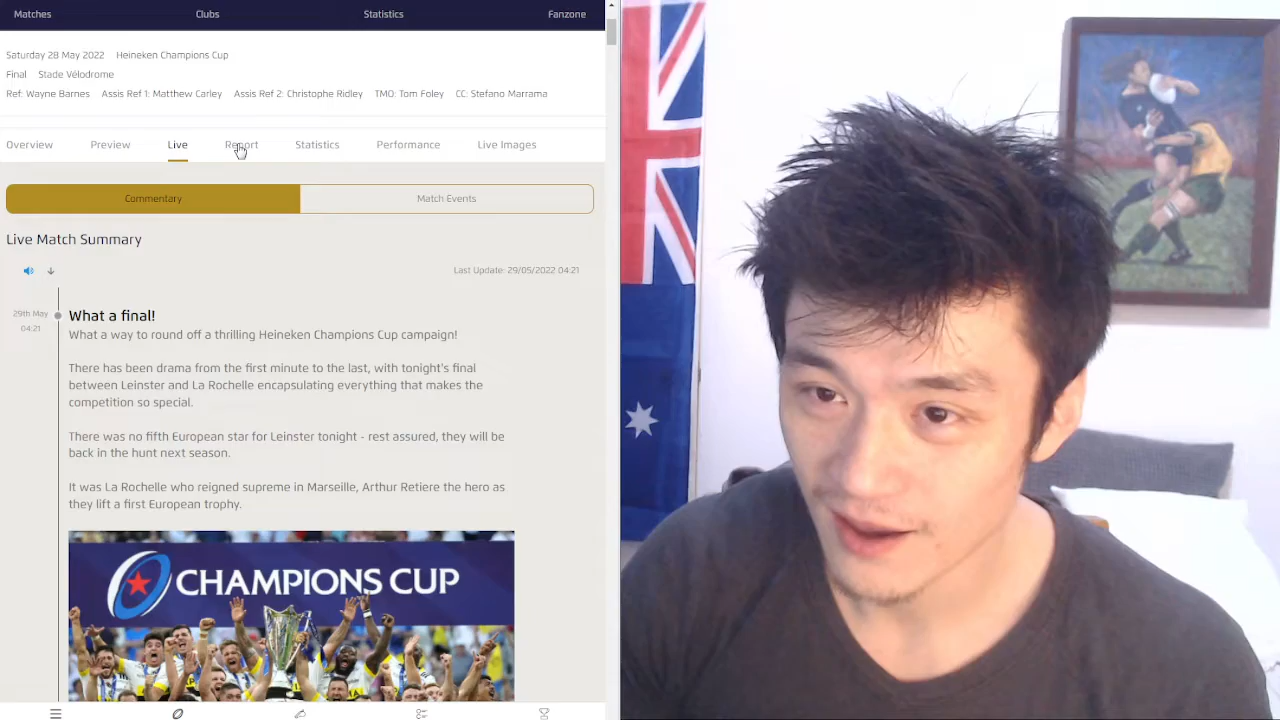 Matches Clubs Statistics Fanzone
Saturday 28 May 2022 Heineken Champions Cup
Final Stade Vélodrome
Ref: Wayne Barnes Assis Ref 1: Matthew Carley Assis Ref 2: Christophe Ridley TMO: Tom Foley CC: Stefano Marrama
Overview Preview Live Report Statistics Performance Live Images
Commentary Match Events
Live Match Summary
Last Update: 29/05/2022 04:21
29th May
04:21
What a final!
What a way to round off a thrilling Heineken Champions Cup campaign!
There has been drama from the first minute to the last, with tonight's final
between Leinster and La Rochelle encapsulating everything that makes the
competition so special.
There was no fifth European star for Leinster tonight - rest assured, they will be
back in the hunt next season.
It was La Rochelle who reigned supreme in Marseille, Arthur Retiere the hero as
they lift a first European trophy.
CHAMPIONS CUP